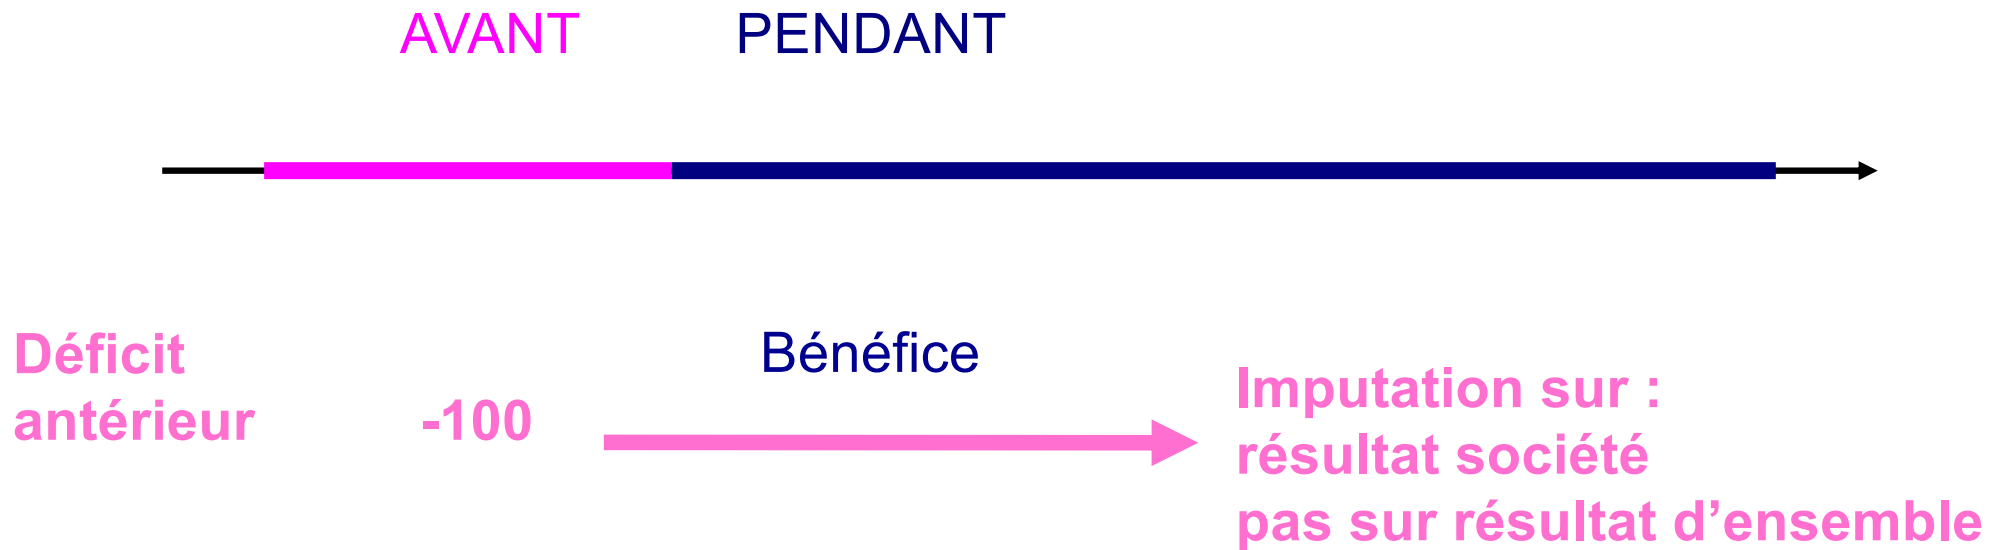 AVANT PENDANT
Déficit
antérieur -100
Bénéfice
Imputation sur :
résultat société
pas sur résultat d’ensemble